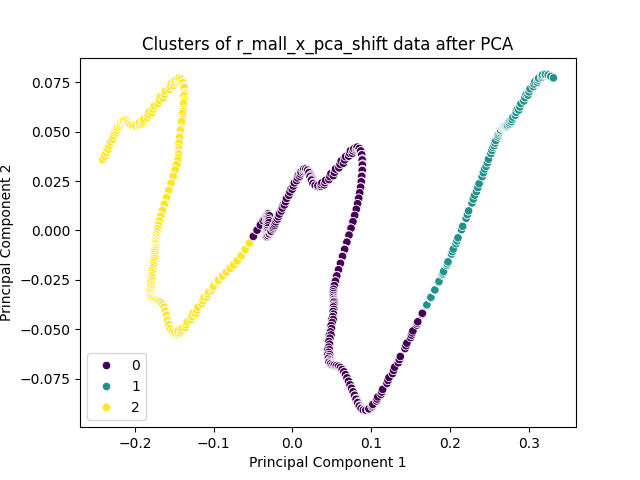 Clusters of r_mall_x_pca_shift data after PCA
Principal Component 2
0.075
0.050
0.025
0.000
−0.025
−0.050
−0.075
0
1
2
−0.2 −0.1 0.0 0.1 0.2 0.3
Principal Component 1